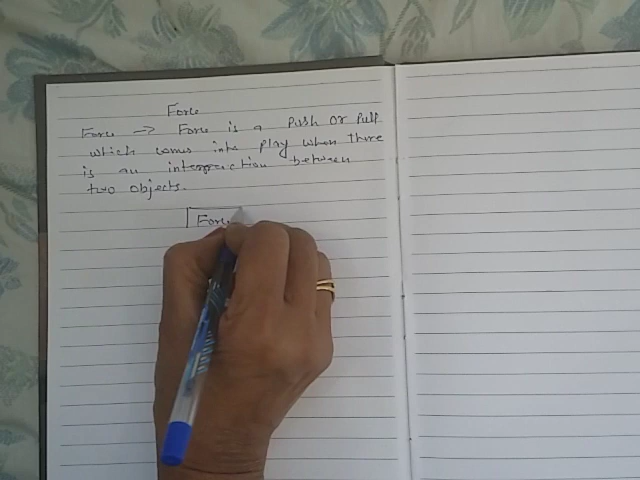 Force
Force → Force is a Push or Pull
which comes into play when there
is an interaction between
two objects.
Force